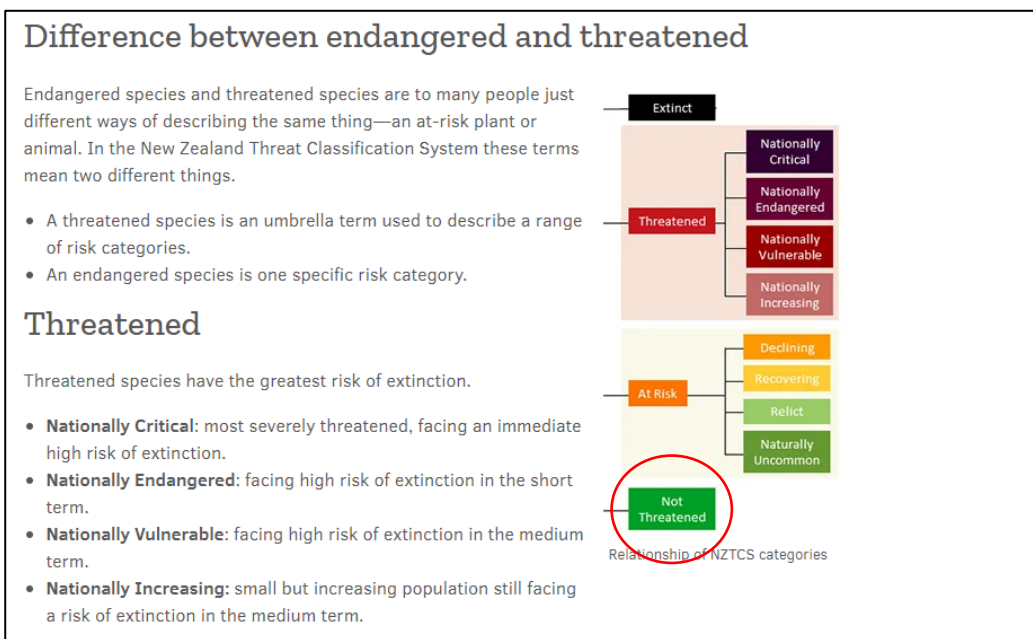 Difference between endangered and threatened
Endangered species and threatened species are to many people just
different ways of describing the same thing—an at-risk plant or
animal. In the New Zealand Threat Classification System these terms
mean two different things.
• A threatened species is an umbrella term used to describe a range
of risk categories.
• An endangered species is one specific risk category.
Threatened
Threatened species have the greatest risk of extinction.
• Nationally Critical: most severely threatened, facing an immediate
high risk of extinction.
• Nationally Endangered: facing high risk of extinction in the short
term.
• Nationally Vulnerable: facing high risk of extinction in the medium
term.
• Nationally Increasing: small but increasing population still facing
a risk of extinction in the medium term.
Extinct
Threatened
Nationally
Critical
Nationally
Endangered
Nationally
Vulnerable
Nationally
Increasing
At Risk
Declining
Recovering
Relict
Naturally
Uncommon
Not
Threatened
Relationship of NZTCS categories